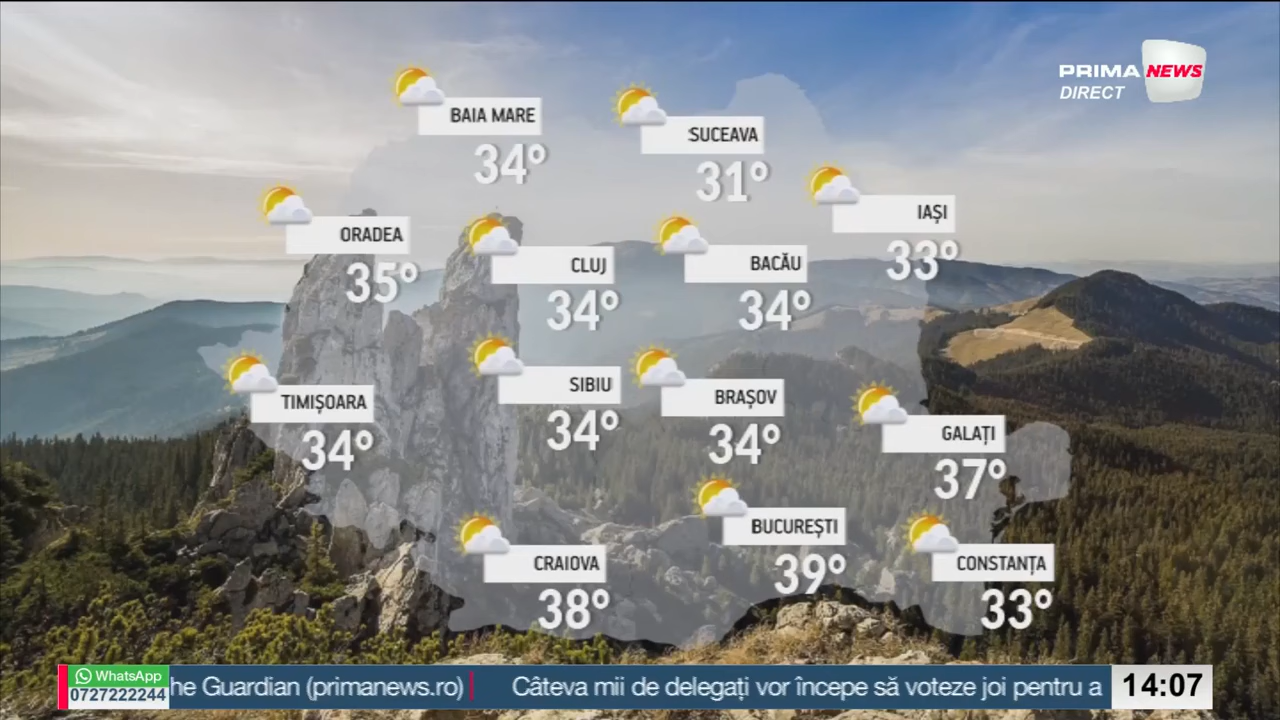 PRIMA NEWS
DIRECT
BAIA MARE
34°
SUCEAVA
31°
IAȘI
33°
ORADEA
35°
CLUJ
34°
BACĂU
34°
TIMIȘOARA
34°
SIBIU
34°
BRAȘOV
34°
GALAȚI
37°
CRAIOVA
38°
BUCUREȘTI
39°
CONSTANȚA
33°
WhatsApp
0727222244
he Guardian (primanews.ro) Câteva mii de delegați vor începe să voteze joi pentru a
14:07